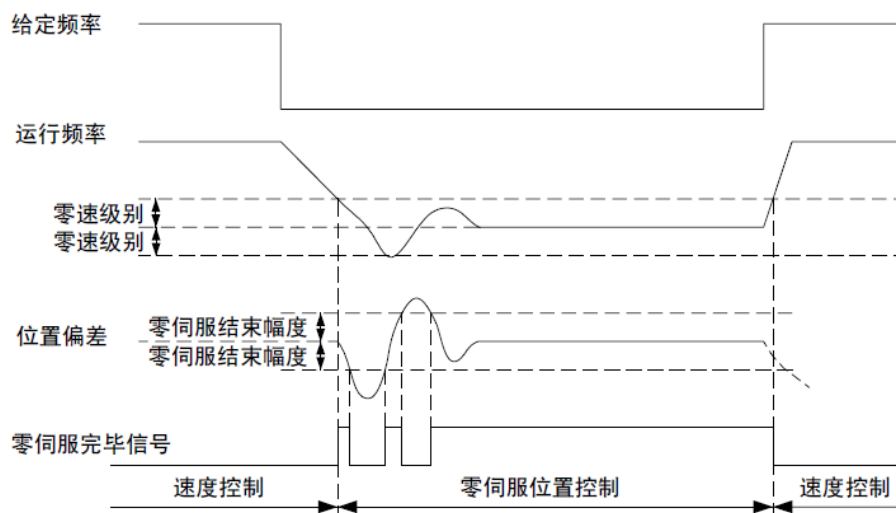 给定频率
运行频率
零速级别
零速级别
位置偏差
零伺服结束幅度
零伺服结束幅度
零伺服完毕信号
速度控制
零伺服位置控制
速度控制